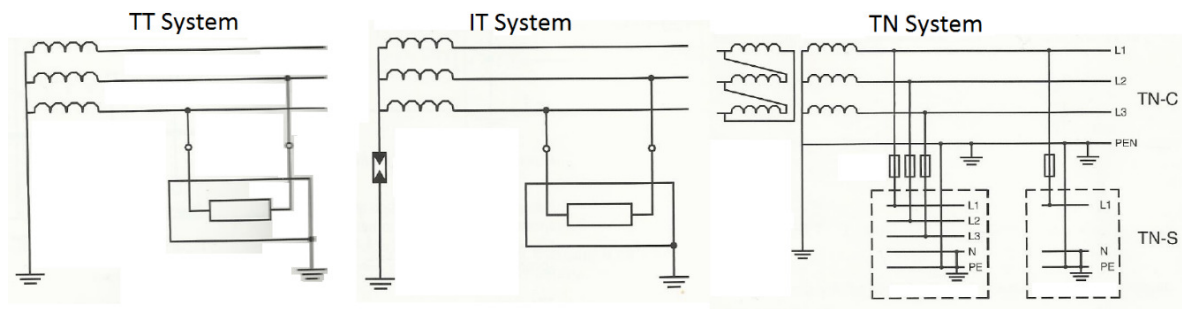 TT System
IT System
TN System
L1
L2
TN-C
L3
PEN
L1
L2
L3
N
PE
L1
N
PE
TN-S